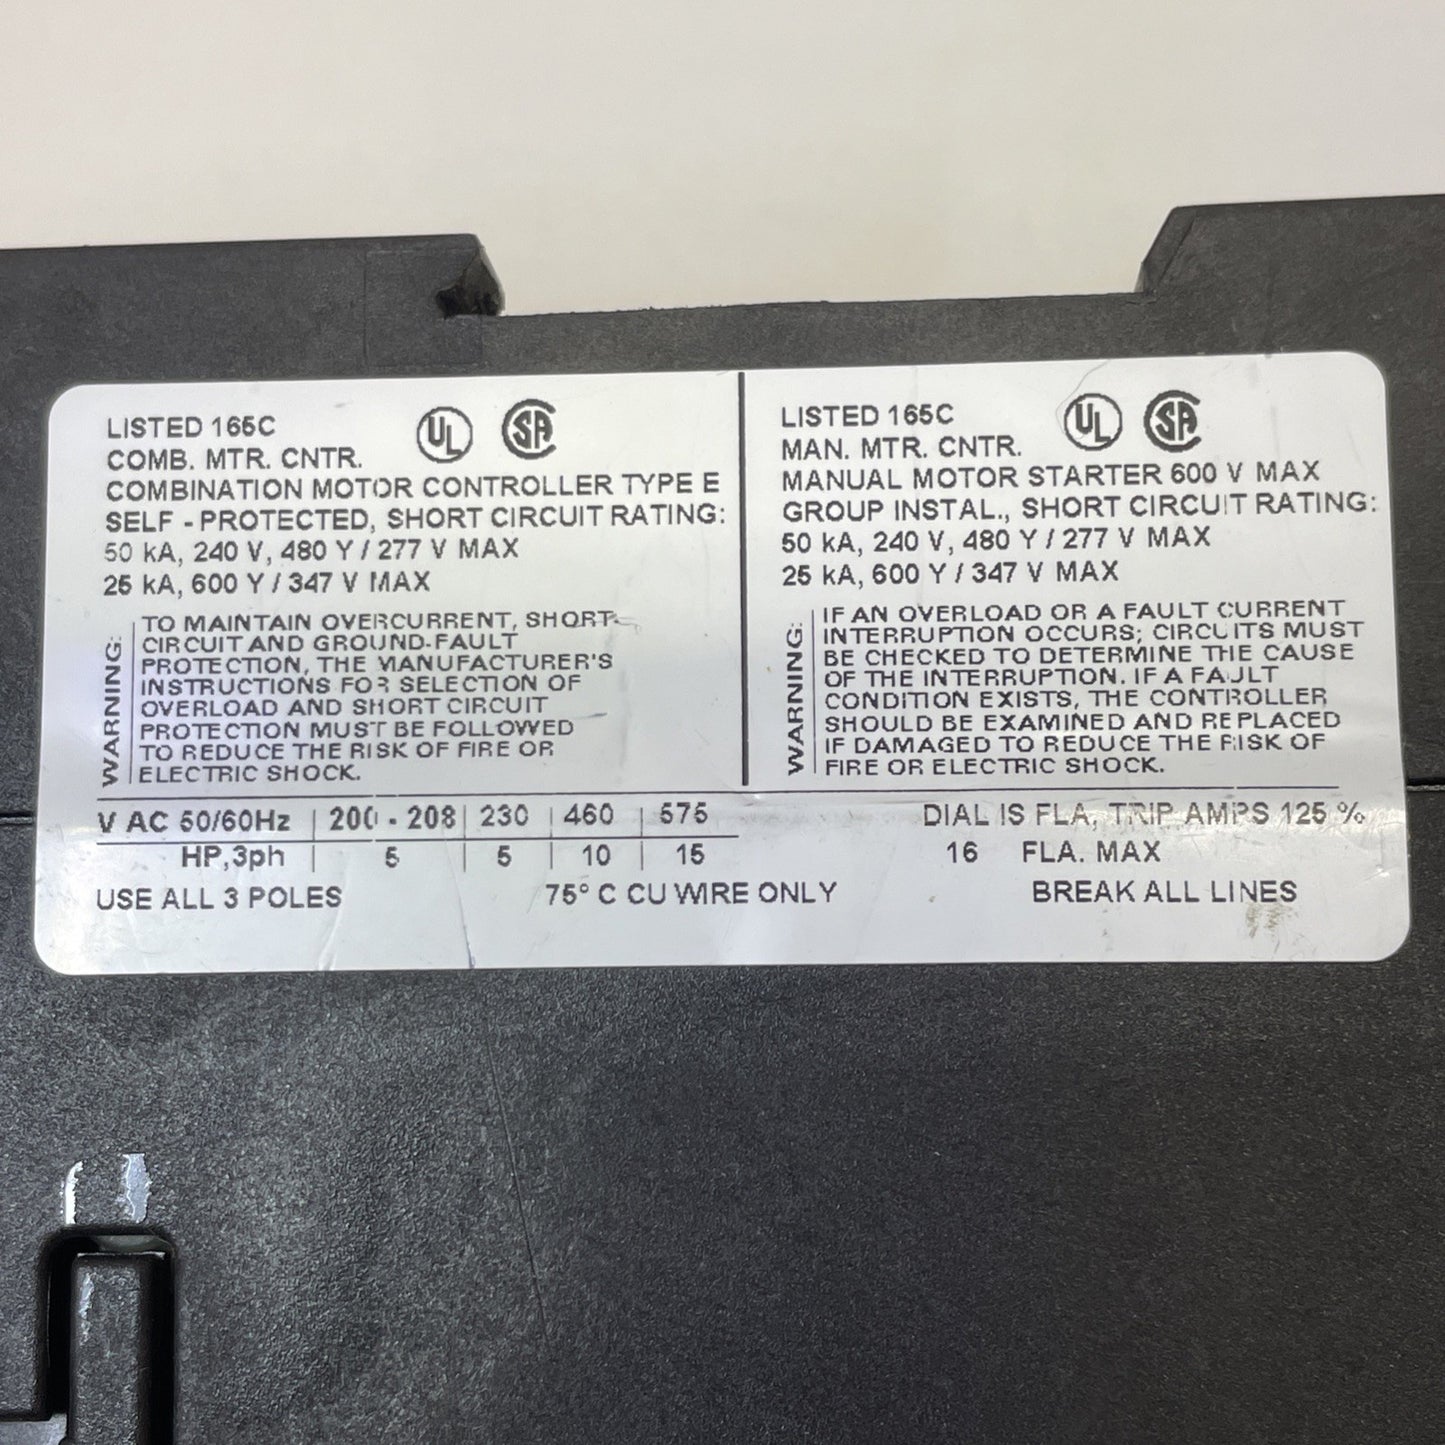 LISTED 165C UL SA
COMB. MTR. CNTR.
COMBINATION MOTOR CONTROLLER TYPE E
SELF - PROTECTED, SHORT CIRCUIT RATING:
50 kA, 240 V, 480 Y / 277 V MAX
25 kA, 600 Y / 347 V MAX
WARNING:
TO MAINTAIN OVERCURRENT, SHORT-
CIRCUIT AND GROUND-FAULT
PROTECTION, THE MANUFACTURER'S
INSTRUCTIONS FOR SELECTION OF
OVERLOAD AND SHORT CIRCUIT
PROTECTION MUST BE FOLLOWED
TO REDUCE THE RISK OF FIRE OR
ELECTRIC SHOCK.
LISTED 165C UL SA
MAN. MTR. CNTR.
MANUAL MOTOR STARTER 600 V MAX
GROUP INSTAL., SHORT CIRCUIT RATING:
50 kA, 240 V, 480 Y / 277 V MAX
25 kA, 600 Y / 347 V MAX
WARNING:
IF AN OVERLOAD OR A FAULT CURRENT
INTERRUPTION OCCURS; CIRCUITS MUST
BE CHECKED TO DETERMINE THE CAUSE
OF THE INTERRUPTION. IF A FAULT
CONDITION EXISTS, THE CONTROLLER
SHOULD BE EXAMINED AND REPLACED
IF DAMAGED TO REDUCE THE RISK OF
FIRE OR ELECTRIC SHOCK.
V AC 50/60Hz | 200 - 208 | 230 | 460 | 575 DIAL IS FLA, TRIP AMPS 125 %
HP,3ph | 5 | 5 | 10 | 15 16 FLA. MAX
USE ALL 3 POLES 75° C CU WIRE ONLY BREAK ALL LINES